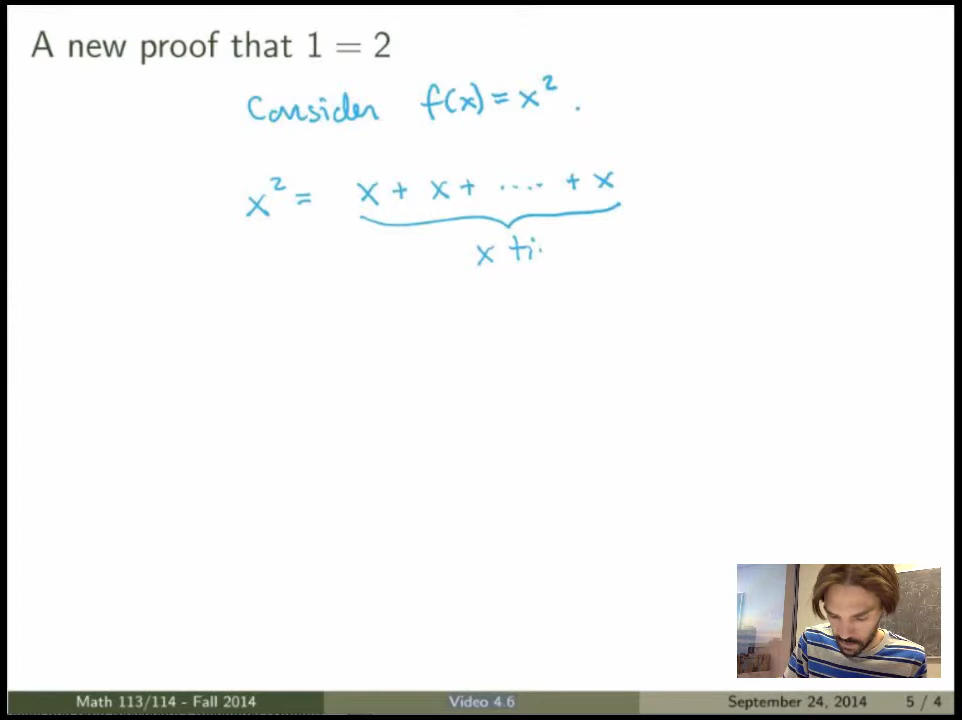 A new proof that 1 = 2
Consider f(x) = x² .
x² = x + x + .... + x
x ti
Math 113/114 - Fall 2014 Video 4.6 September 24, 2014 5 / 4